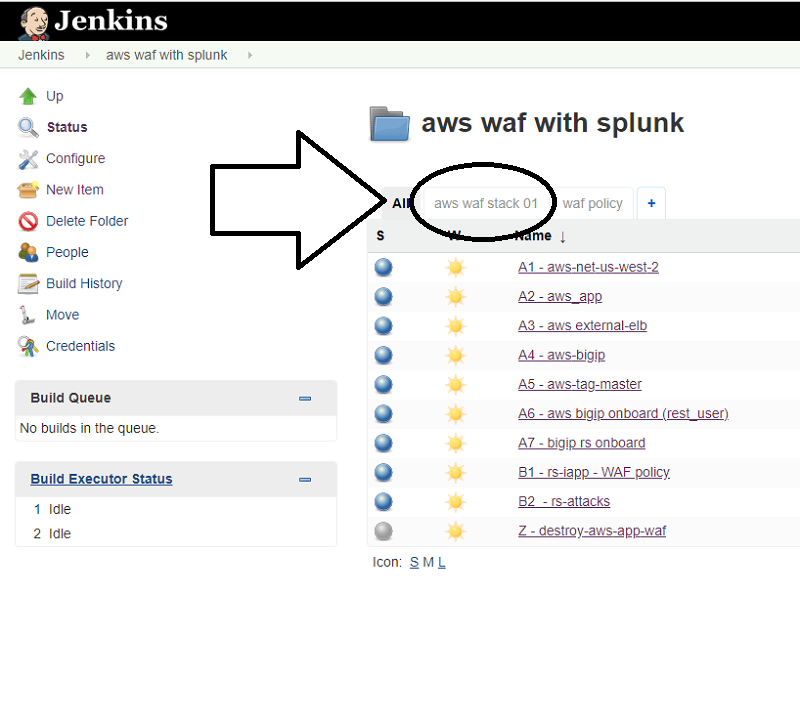 Jenkins
Jenkins aws waf with splunk
Up
Status
Configure
New Item
Delete Folder
People
Build History
Move
Credentials
Build Queue
No builds in the queue.
Build Executor Status
1 Idle
2 Idle
aws waf with splunk
All aws waf stack 01 waf policy +
S W Name ↓
A1 - aws-net-us-west-2
A2 - aws_app
A3 - aws external-elb
A4 - aws-bigip
A5 - aws-tag-master
A6 - aws bigip onboard (rest_user)
A7 - bigip rs onboard
B1 - rs-iapp - WAF policy
B2 - rs-attacks
Z - destroy-aws-app-waf
Icon: S M L